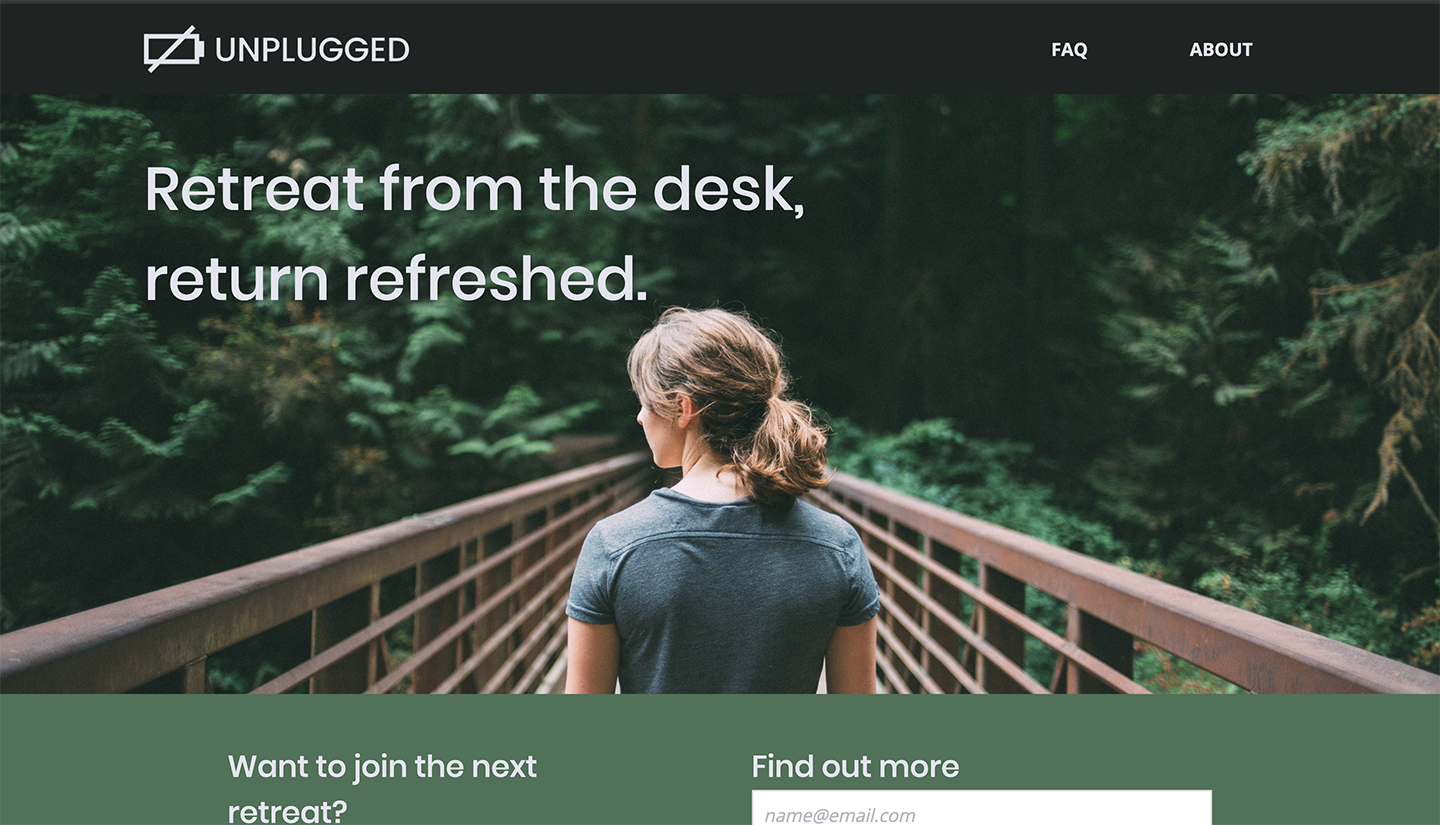 UNPLUGGED
FAQ
ABOUT
Retreat from the desk,
return refreshed.
Want to join the next
retreat?
Find out more
name@email.com